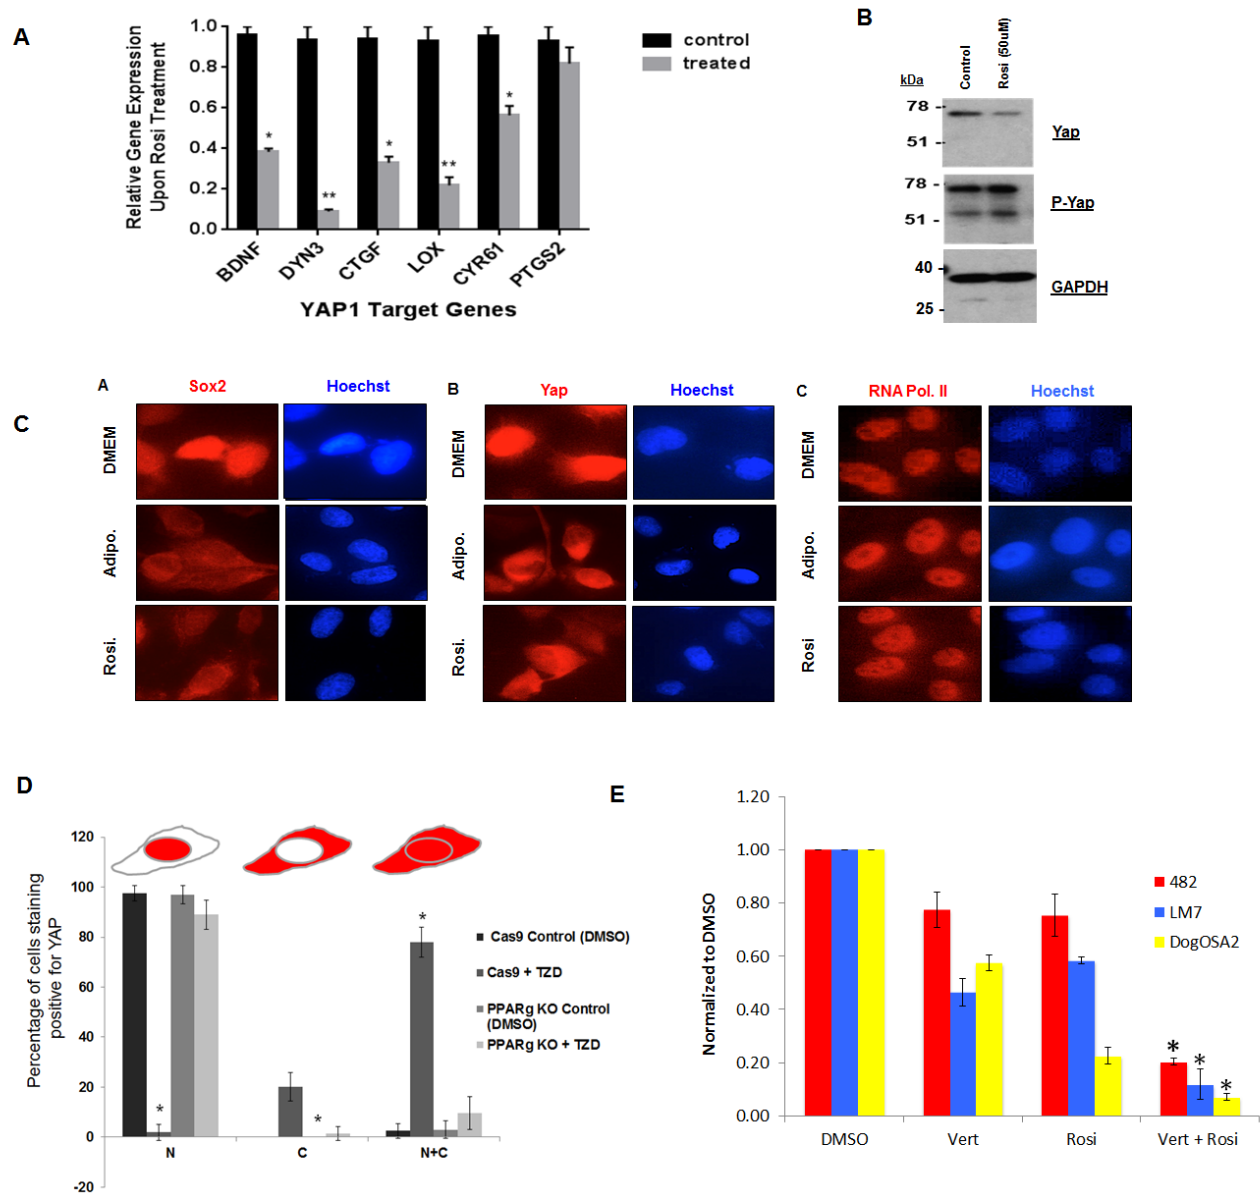 A
Relative Gene Expression
Upon Rosi Treatment
1.0
0.8
0.6
0.4
0.2
0.0
*
**
*
**
*
BDNF
DYN3
CTGF
LOX
CYR61
PTGS2
YAP1 Target Genes
control
treated
B
Control
Rosi (50uM)
kDa
78 -
51 -
Yap
78 -
51 -
P-Yap
40 -
25 -
GAPDH
C
A
Sox2
Hoechst
DMEM
Adipo.
Rosi.
B
Yap
Hoechst
DMEM
Adipo.
Rosi.
C
RNA Pol. II
Hoechst
DMEM
Adipo.
Rosi
D
Percentage of cells staining
positive for YAP
120
100
80
60
40
20
0
-20
*
*
*
N
C
N+C
Cas9 Control (DMSO)
Cas9 + TZD
PPARg KO Control
(DMSO)
PPARg KO + TZD
E
Normalized to DMSO
1.20
1.00
0.80
0.60
0.40
0.20
0.00
*
*
*
DMSO
Vert
Rosi
Vert + Rosi
482
LM7
DogOSA2